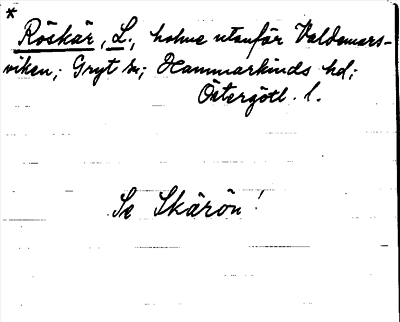 *
Röskär, L., holme utanför Valdemars-
viken; Gryt sn; Hammarkinds hd;
Östergötl. l.
Se Skärön!